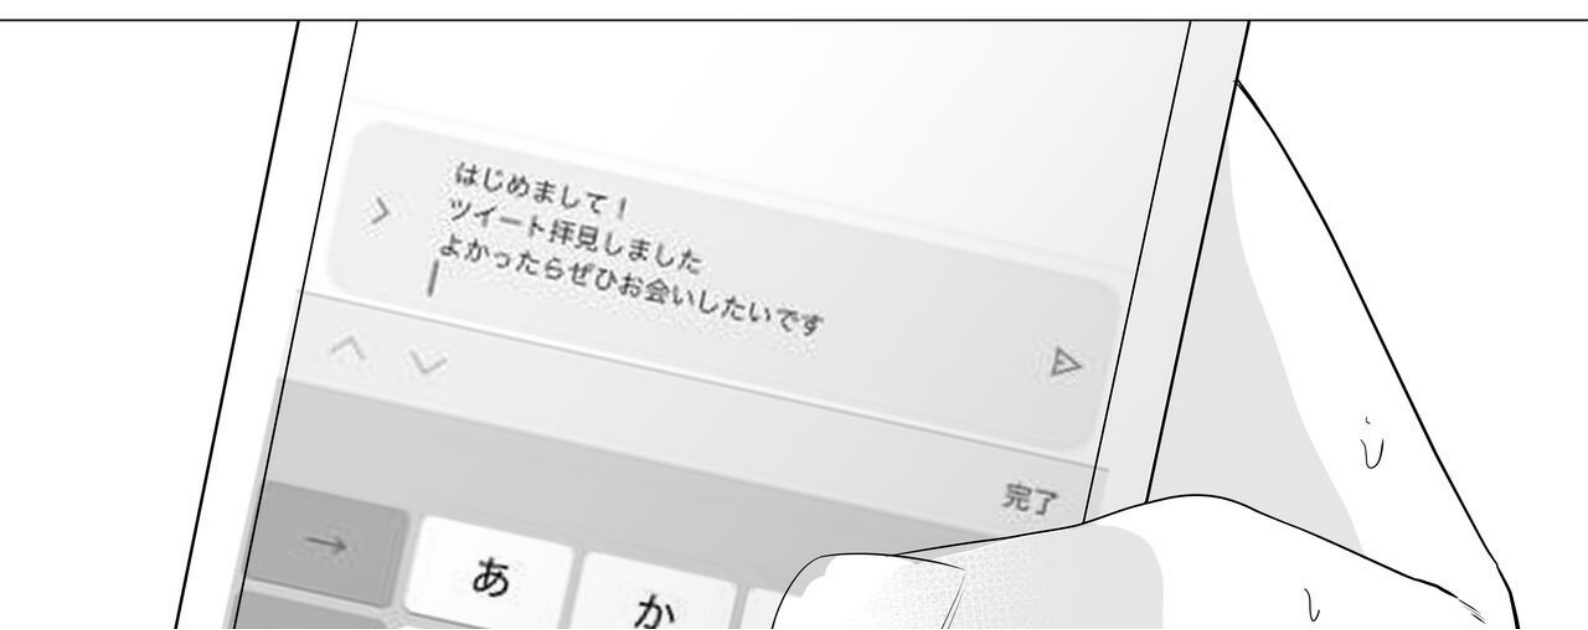 はじめまして！
ツイート拝見しました
よかったらぜひお会いしたいです
完了
→
あ
か